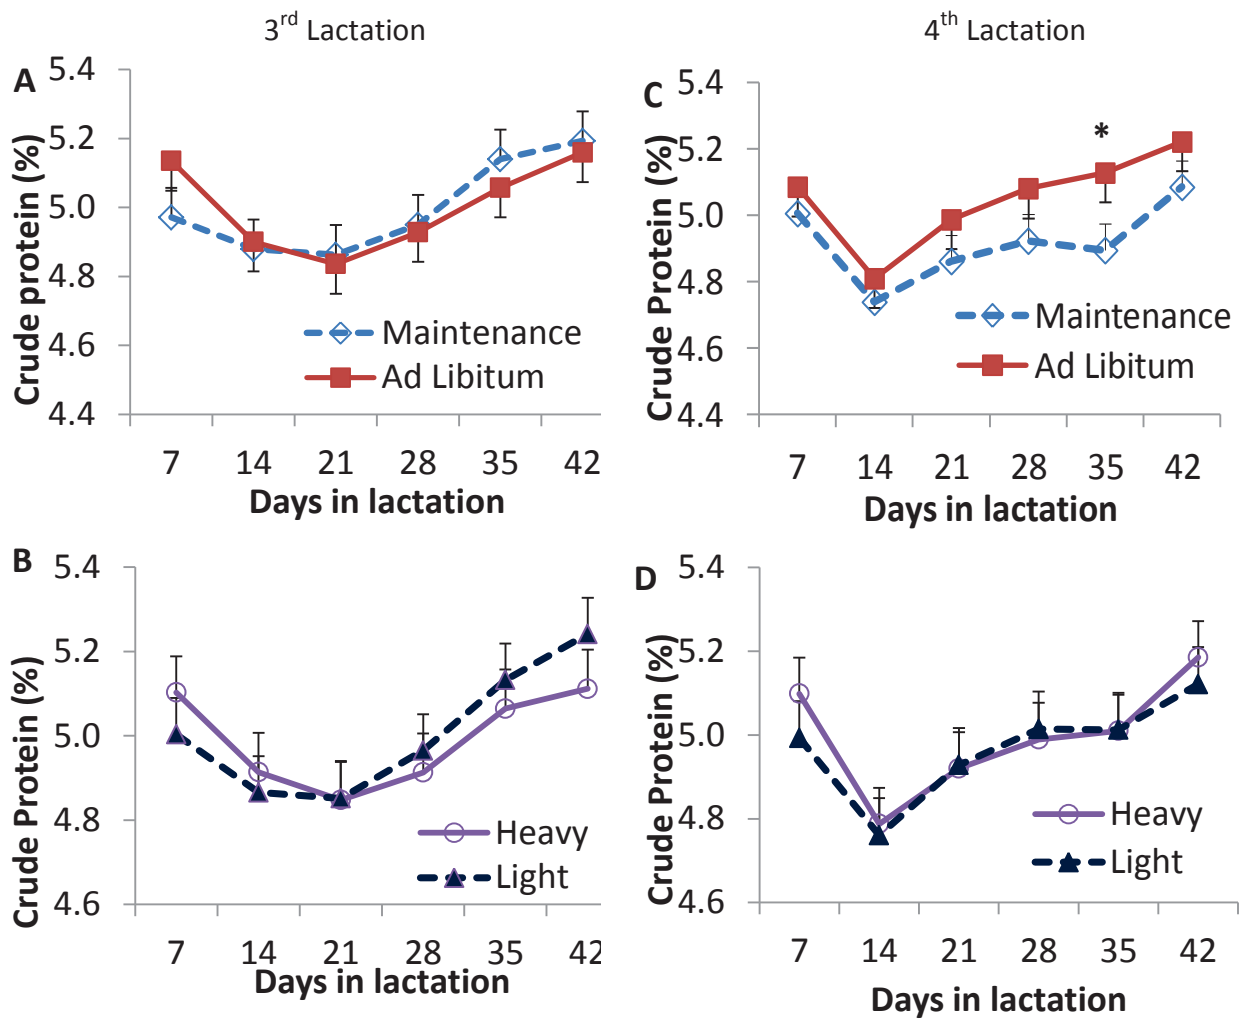 3rd Lactation
4th Lactation
A
Crude protein (%)
5.4
5.2
5.0
4.8
4.6
4.4
Maintenance
Ad Libitum
7 14 21 28 35 42
Days in lactation
C
Crude Protein (%)
5.4
5.2
5.0
4.8
4.6
4.4
*
Maintenance
Ad Libitum
7 14 21 28 35 42
Days in lactation
B
Crude Protein (%)
5.4
5.2
5.0
4.8
4.6
Heavy
Light
7 14 21 28 35 42
Days in lactation
D
Crude Protein (%)
5.4
5.2
5.0
4.8
4.6
Heavy
Light
7 14 21 28 35 42
Days in lactation